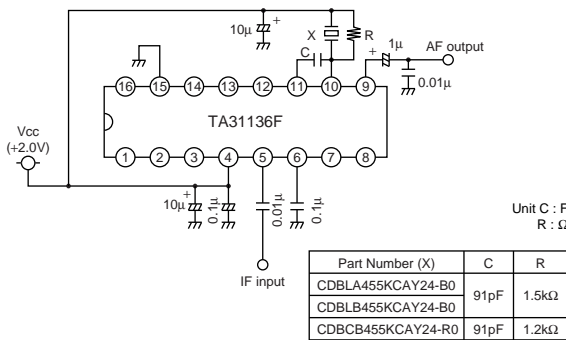 10μ
+
X
R
C
+
1μ
AF output
0.01μ
16 15 14 13 12 11 10 9
TA31136F
Vcc
(+2.0V)
1 2 3 4 5 6 7 8
10μ
+
0.1μ
0.01μ
0.1μ
IF input
Unit C : F
R : Ω
Part Number (X) C R
CDBLA455KCAY24-B0 91pF 1.5kΩ
CDBLB455KCAY24-B0
CDBCB455KCAY24-R0 91pF 1.2kΩ